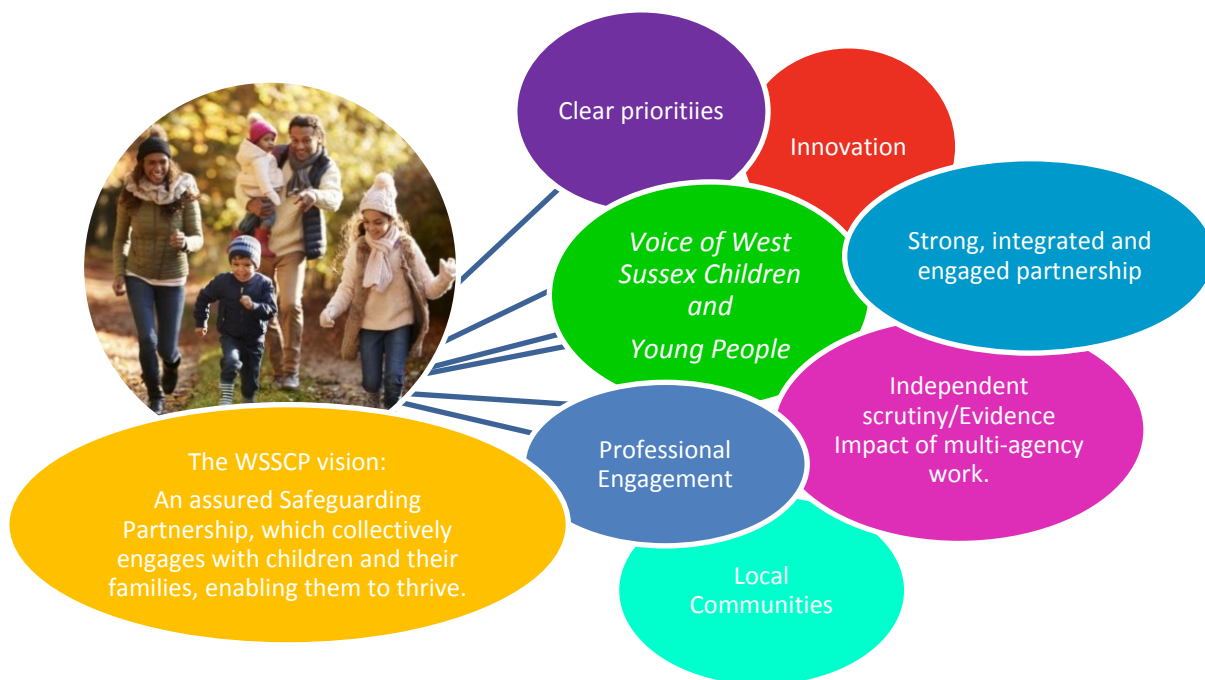 Clear prioritiies
Innovation
Voice of West
Sussex Children
and
Young People
Strong, integrated and
engaged partnership
Independent
scrutiny/Evidence
Impact of multi-agency
work.
Professional
Engagement
Local
Communities
The WSSCP vision:
An assured Safeguarding
Partnership, which collectively
engages with children and their
families, enabling them to thrive.